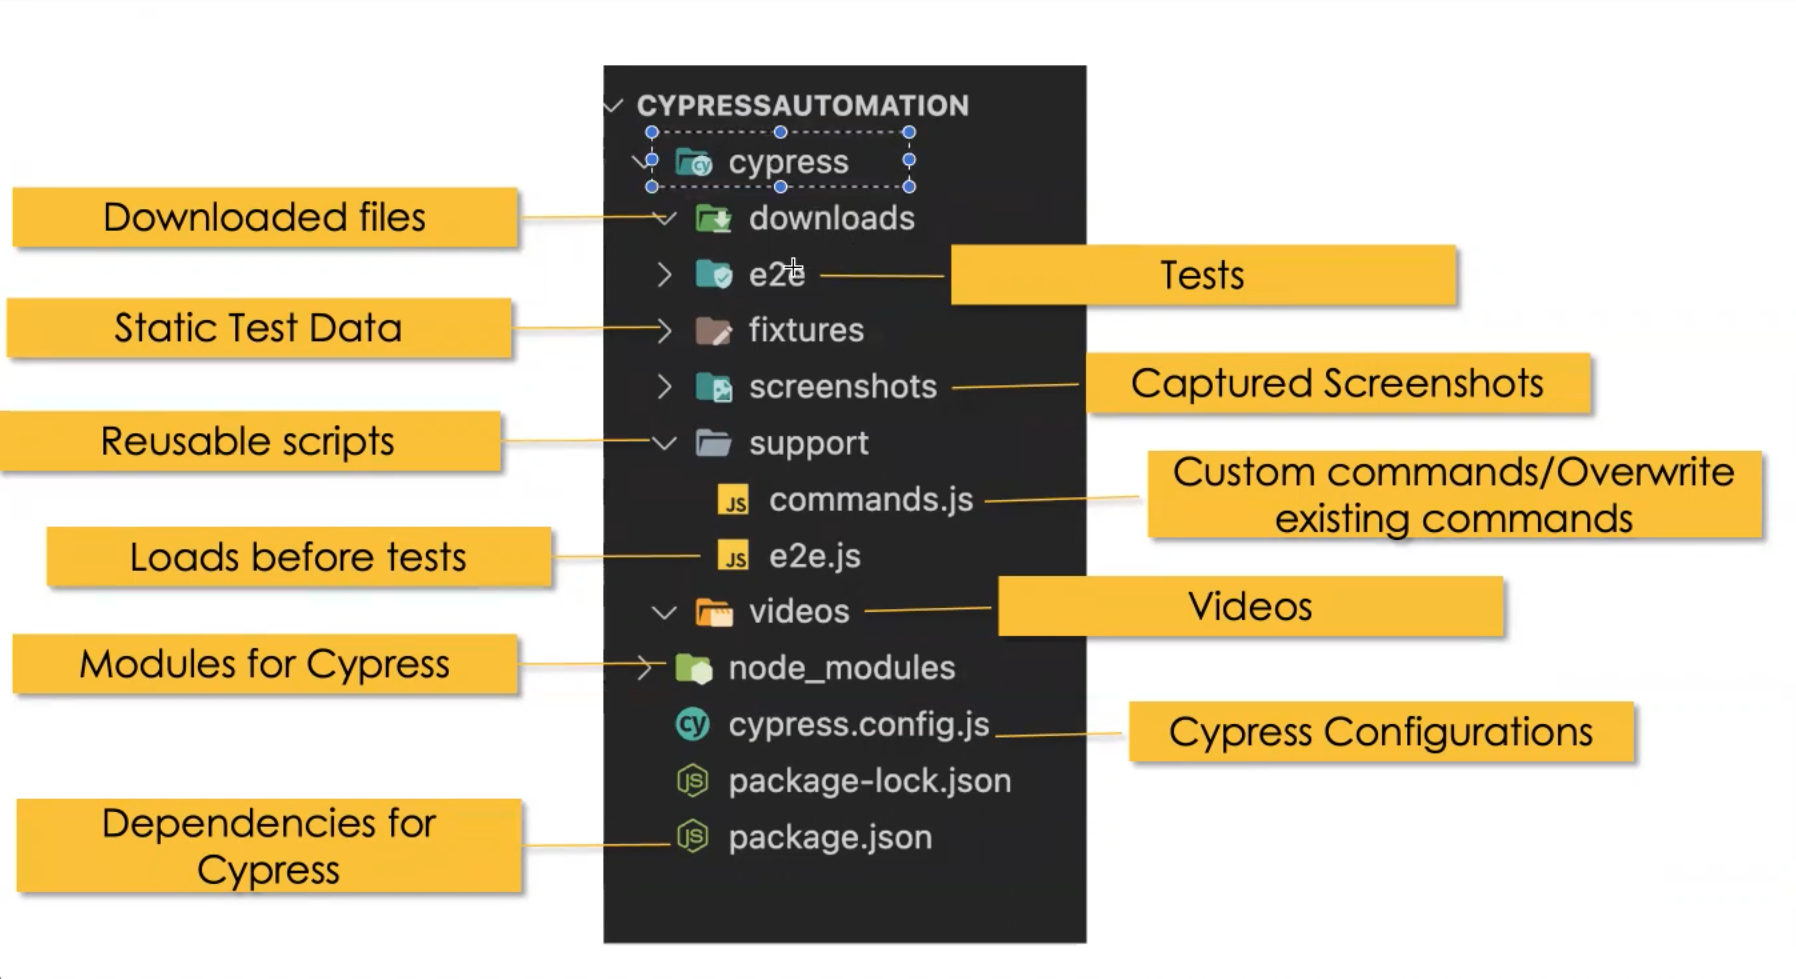 CYPRESSAUTOMATION
cypress
Downloaded files
downloads
e2e
Tests
Static Test Data
fixtures
screenshots
Captured Screenshots
Reusable scripts
support
commands.js
Custom commands/Overwrite
existing commands
Loads before tests
e2e.js
videos
Videos
Modules for Cypress
node_modules
cypress.config.js
Cypress Configurations
package-lock.json
Dependencies for
Cypress
package.json